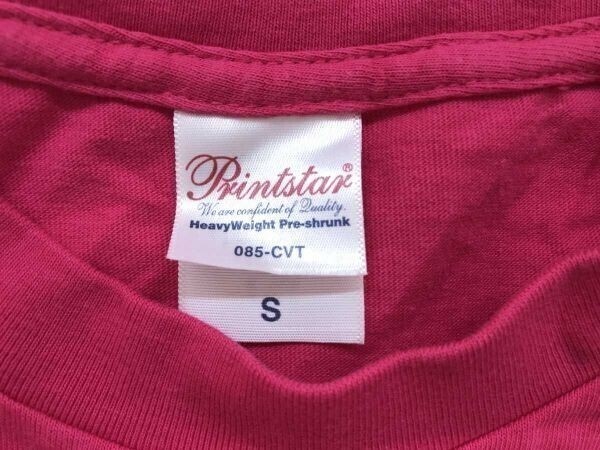 Printstar®
We are confident of Quality.
HeavyWeight Pre-shrunk
085-CVT
S